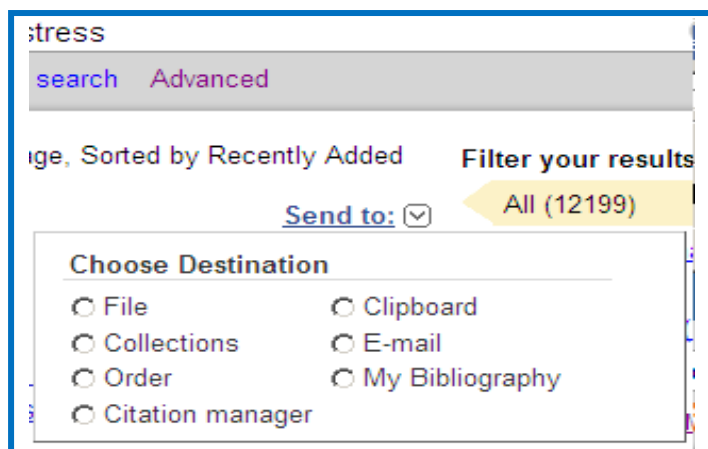 stress
search Advanced
age, Sorted by Recently Added
Filter your results
Send to:
All (12199)
Choose Destination
File
Clipboard
Collections
E-mail
Order
My Bibliography
Citation manager